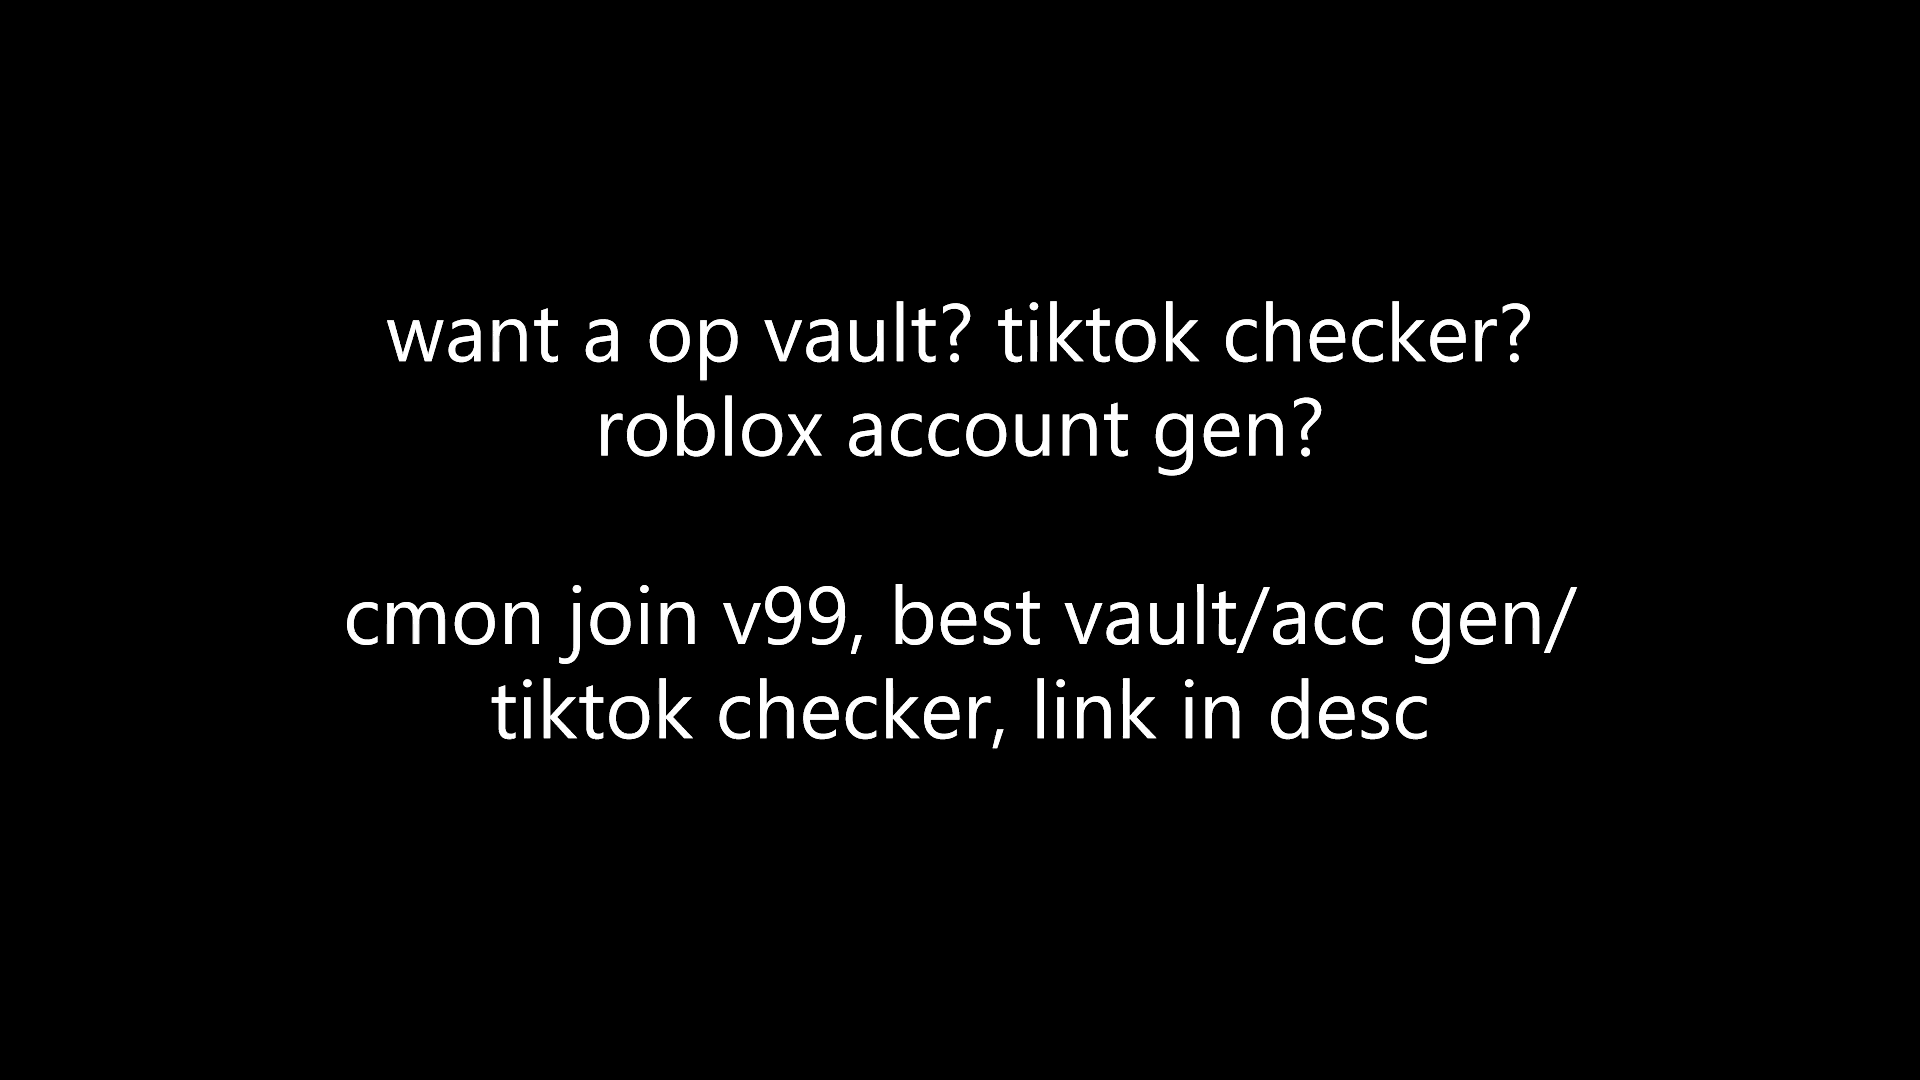 want a op vault? tiktok checker?
roblox account gen?
cmon join v99, best vault/acc gen/
tiktok checker, link in desc